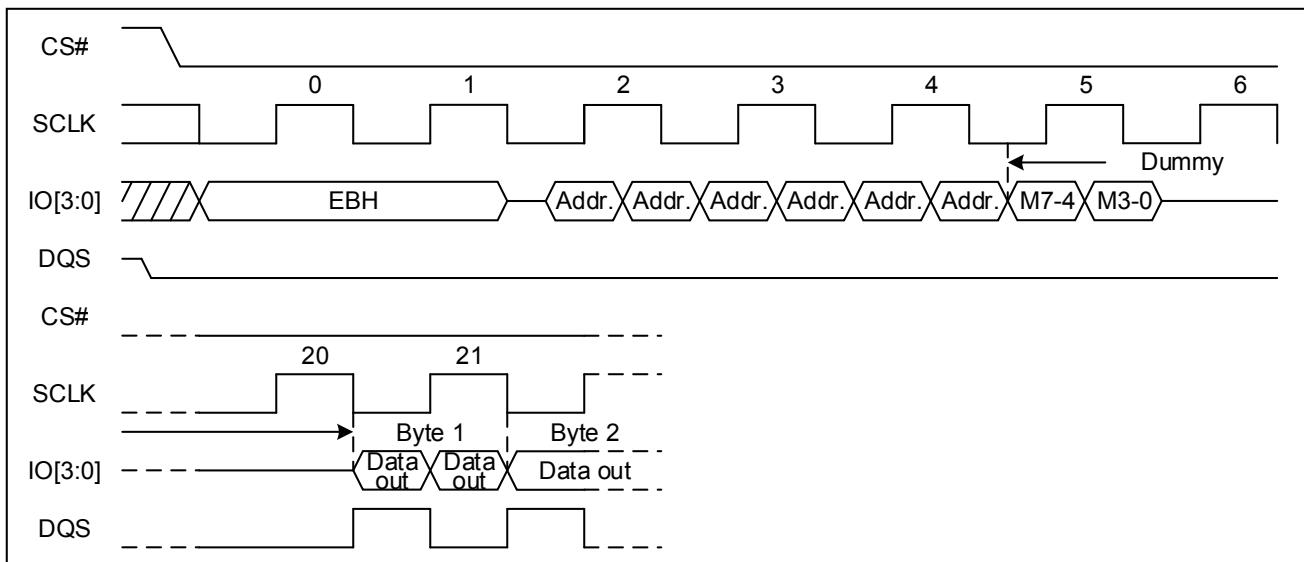 CS#
0 1 2 3 4 5 6
SCLK
Dummy
IO[3:0] EBH Addr. Addr. Addr. Addr. Addr. Addr. M7-4 M3-0
DQS
CS#
20 21
SCLK
Byte 1 Byte 2
IO[3:0] Data out Data out Data out
DQS